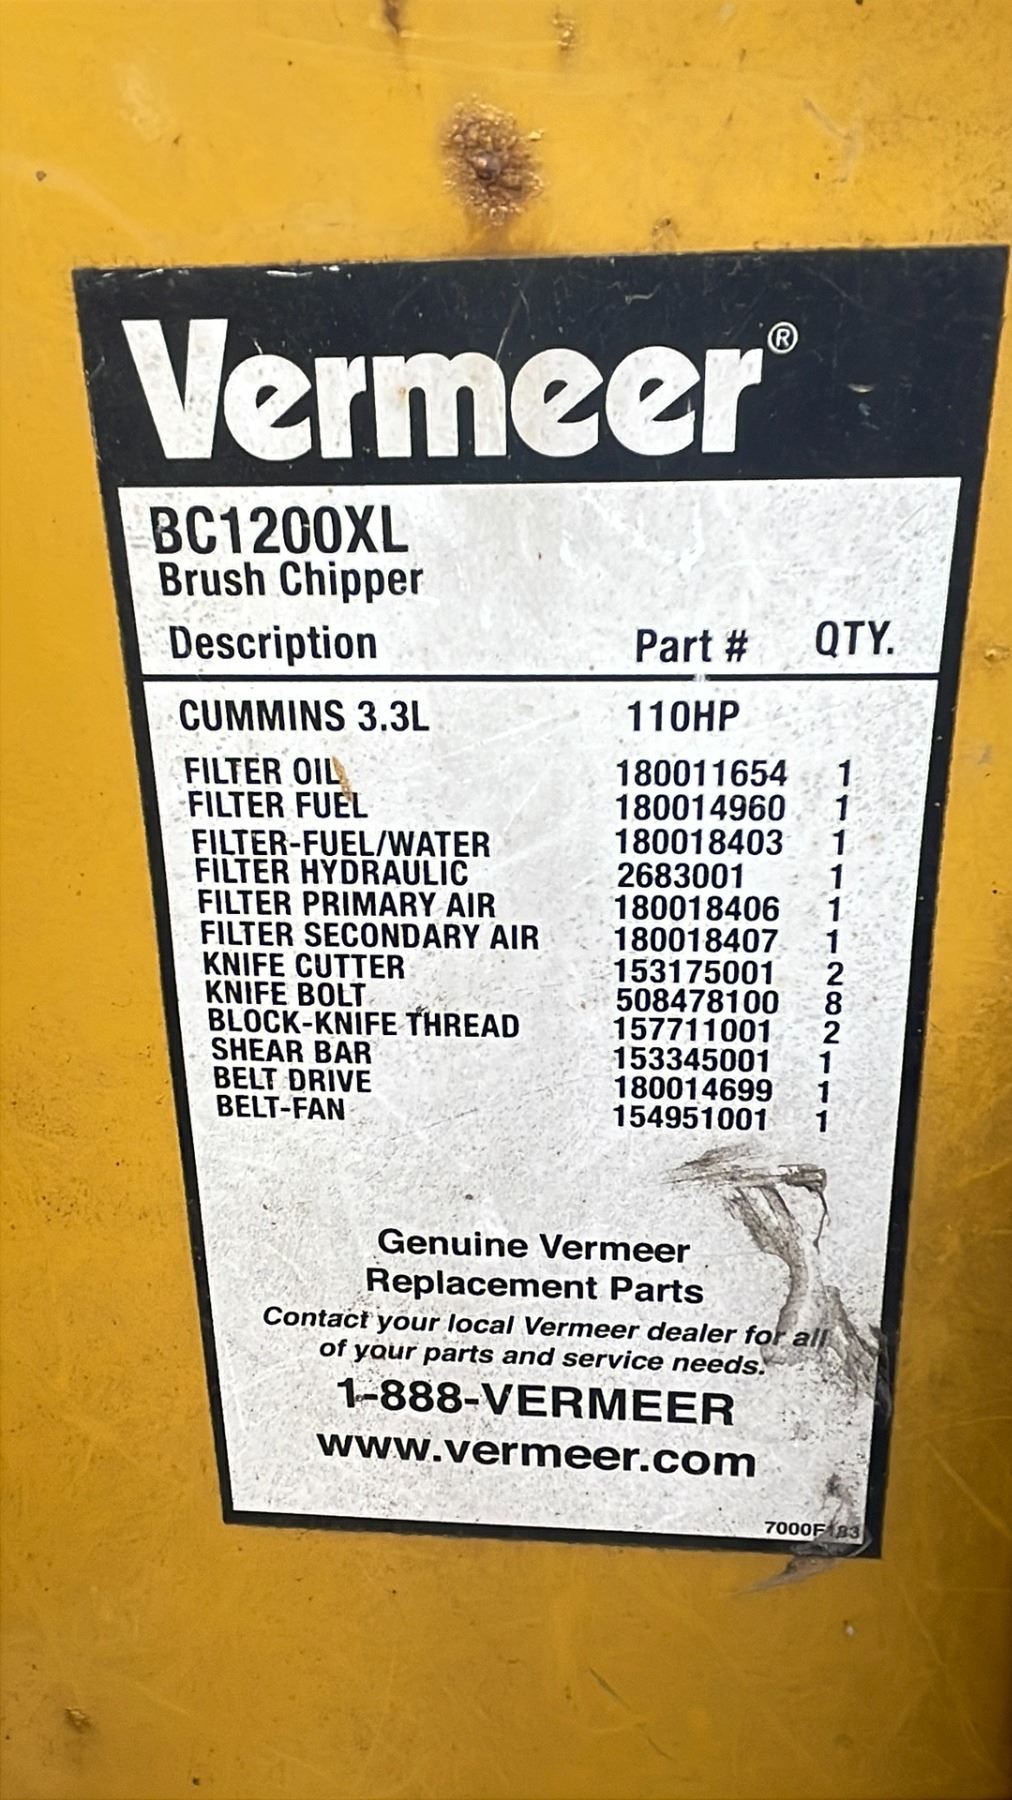 Vermeer®
BC1200XL
Brush Chipper
Description Part # QTY.
CUMMINS 3.3L 110HP
FILTER OIL 180011654 1
FILTER FUEL 180014960 1
FILTER-FUEL/WATER 180018403 1
FILTER HYDRAULIC 2683001 1
FILTER PRIMARY AIR 180018406 1
FILTER SECONDARY AIR 180018407 1
KNIFE CUTTER 153175001 2
KNIFE BOLT 508478100 8
BLOCK-KNIFE THREAD 157711001 2
SHEAR BAR 153345001 1
BELT DRIVE 180014699 1
BELT-FAN 154951001 1
Genuine Vermeer
Replacement Parts
Contact your local Vermeer dealer for all
of your parts and service needs.
1-888-VERMEER
www.vermeer.com